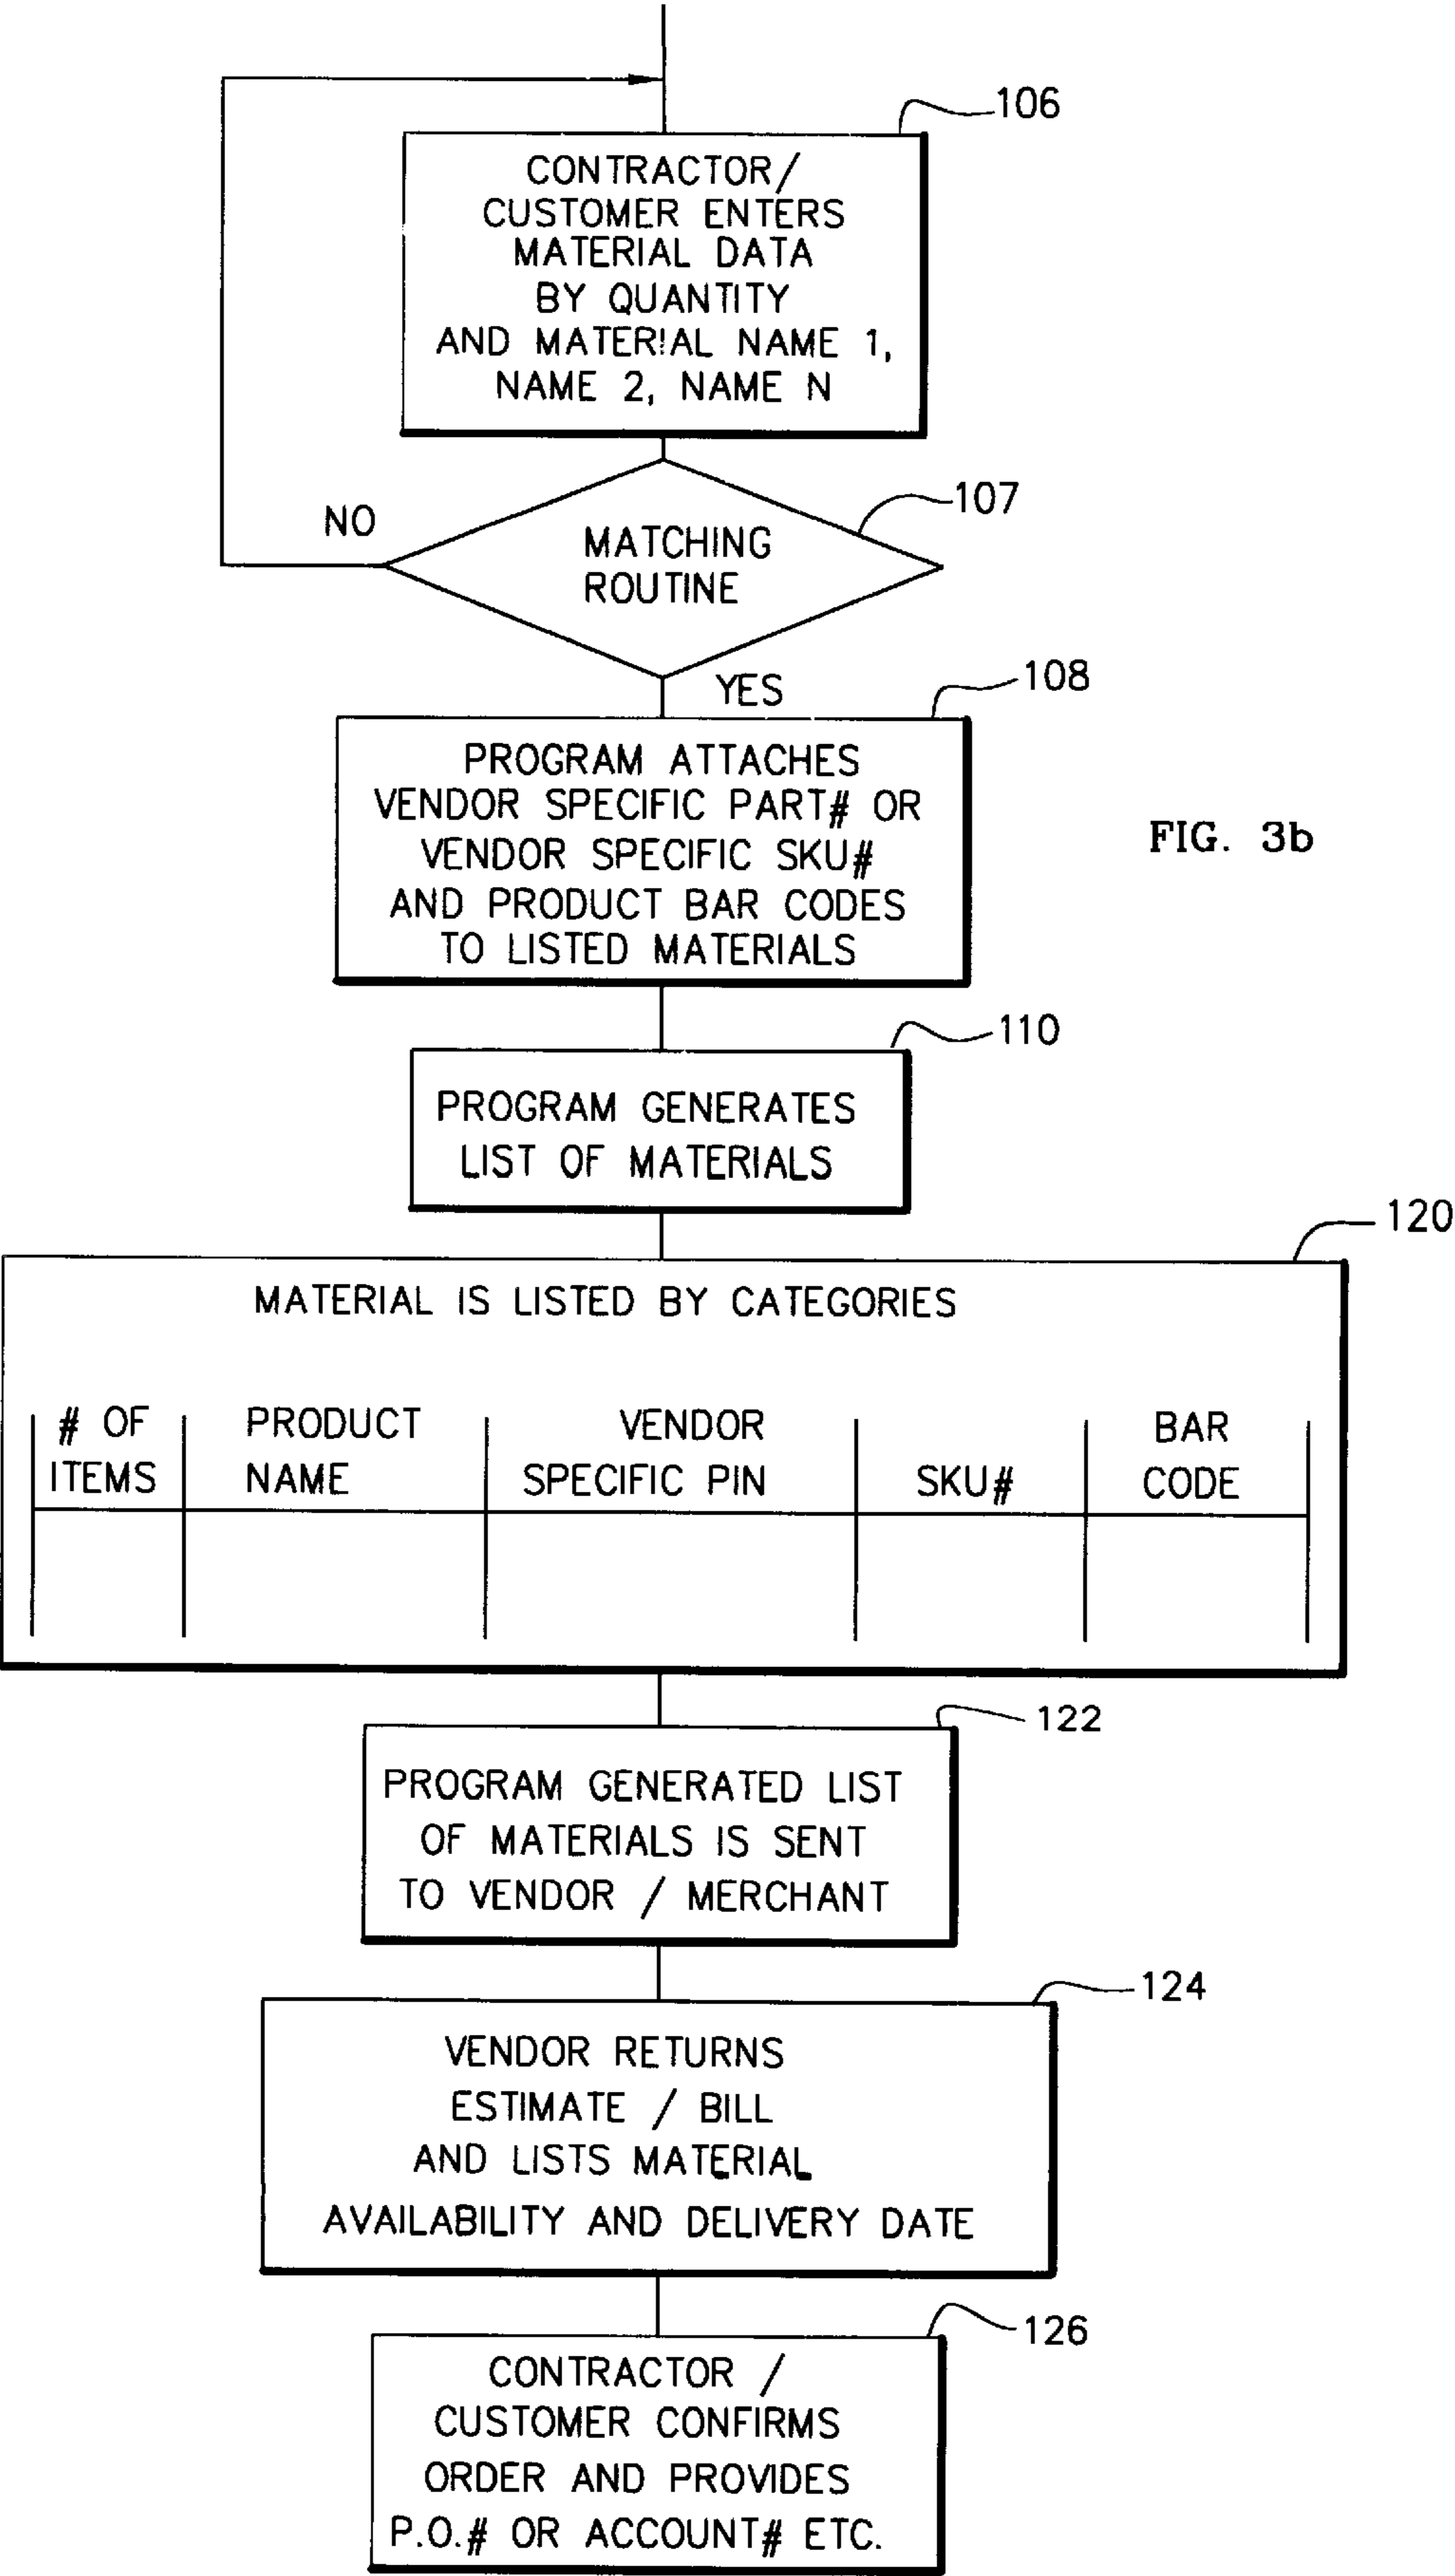 106
CONTRACTOR/
CUSTOMER ENTERS
MATERIAL DATA
BY QUANTITY
AND MATERIAL NAME 1,
NAME 2, NAME N
107
NO
MATCHING
ROUTINE
YES
108
PROGRAM ATTACHES
VENDOR SPECIFIC PART# OR
VENDOR SPECIFIC SKU#
AND PRODUCT BAR CODES
TO LISTED MATERIALS
FIG. 3b
110
PROGRAM GENERATES
LIST OF MATERIALS
120
MATERIAL IS LISTED BY CATEGORIES
# OF
ITEMS
PRODUCT
NAME
VENDOR
SPECIFIC PIN
SKU#
BAR
CODE
122
PROGRAM GENERATED LIST
OF MATERIALS IS SENT
TO VENDOR / MERCHANT
124
VENDOR RETURNS
ESTIMATE / BILL
AND LISTS MATERIAL
AVAILABILITY AND DELIVERY DATE
126
CONTRACTOR /
CUSTOMER CONFIRMS
ORDER AND PROVIDES
P.O.# OR ACCOUNT# ETC.